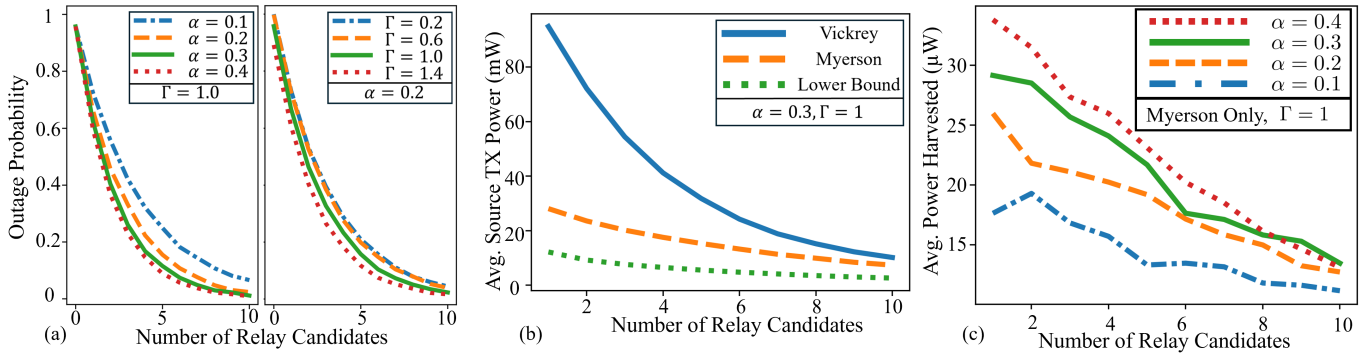 Outage Probability
1
0.8
0.6
0.4
0.2
0
α = 0.1
α = 0.2
α = 0.3
α = 0.4
Γ = 1.0
Γ = 0.2
Γ = 0.6
Γ = 1.0
Γ = 1.4
α = 0.2
0 5 10 0 5 10
(a) Number of Relay Candidates
Avg. Source TX Power (mW)
80
60
40
20
0
Vickrey
Myerson
Lower Bound
α = 0.3, Γ = 1
2 4 6 8 10
(b) Number of Relay Candidates
Avg. Power Harvested (μ W)
30
25
20
15
α = 0.4
α = 0.3
α = 0.2
α = 0.1
Myerson Only, Γ = 1
2 4 6 8 10
(c) Number of Relay Candidates